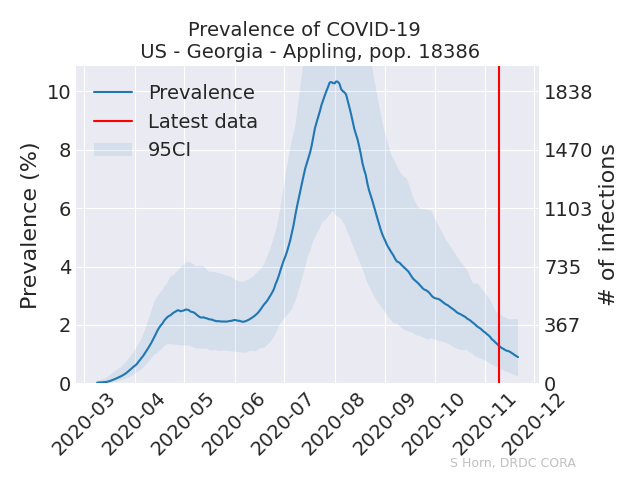 Prevalence of COVID-19
US - Georgia - Appling, pop. 18386
Prevalence
Latest data
95CI
Prevalence (%)
10
8
6
4
2
0
1838
1470
1103
735
367
0
# of infections
2020-03
2020-04
2020-05
2020-06
2020-07
2020-08
2020-09
2020-10
2020-11
2020-12
S Horn, DRDC CORA